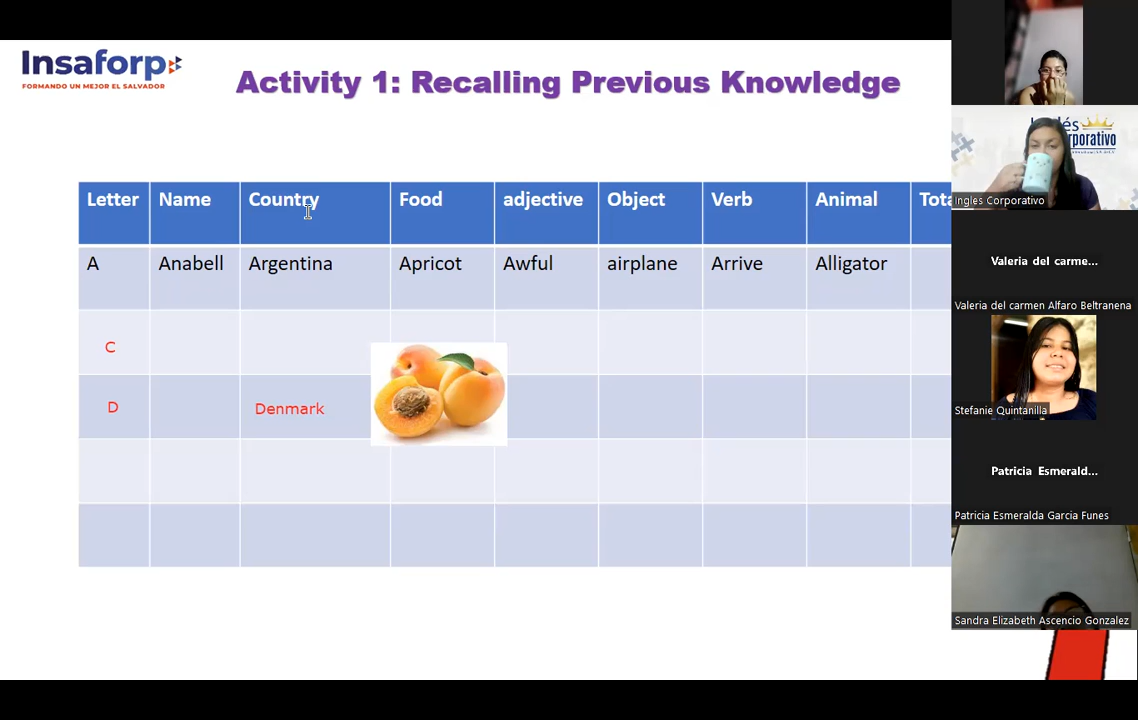 Insaforp
FORMANDO UN MEJOR EL SALVADOR
Activity 1: Recalling Previous Knowledge
Letter Name Country Food adjective Object Verb Animal
A Anabell Argentina Apricot Awful airplane Arrive Alligator
C
D Denmark
Ingles Corporativo
Valeria del carme...
Valeria del carmen Alfaro Beltranena
Stefanie Quintanilla
Patricia Esmerald...
Patricia Esmeralda Garcia Funes
Sandra Elizabeth Ascencio Gonzalez